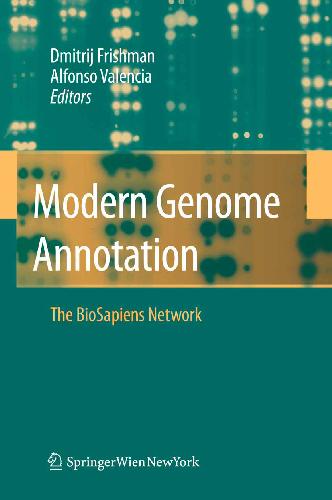 Dmitrij Frishman
Alfonso Valencia
Editors
Modern Genome
Annotation
The BioSapiens Network
SpringerWienNewYork